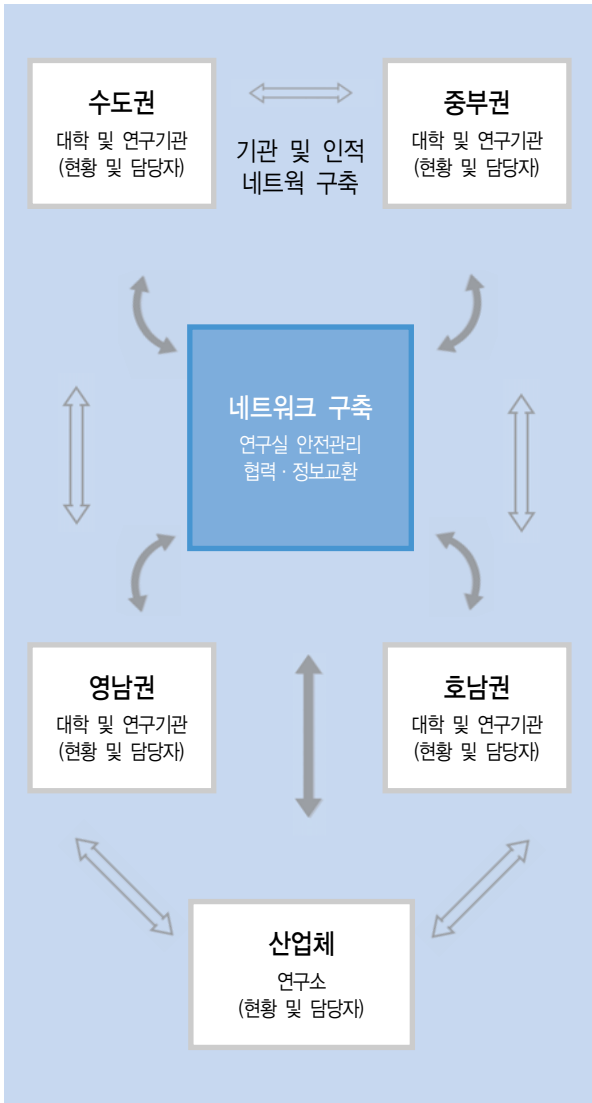 수도권
대학 및 연구기관
(현황 및 담당자)
기관 및 인적
네트웍 구축
중부권
대학 및 연구기관
(현황 및 담당자)
네트워크 구축
연구실 안전관리
협력 · 정보교환
영남권
대학 및 연구기관
(현황 및 담당자)
호남권
대학 및 연구기관
(현황 및 담당자)
산업체
연구소
(현황 및 담당자)